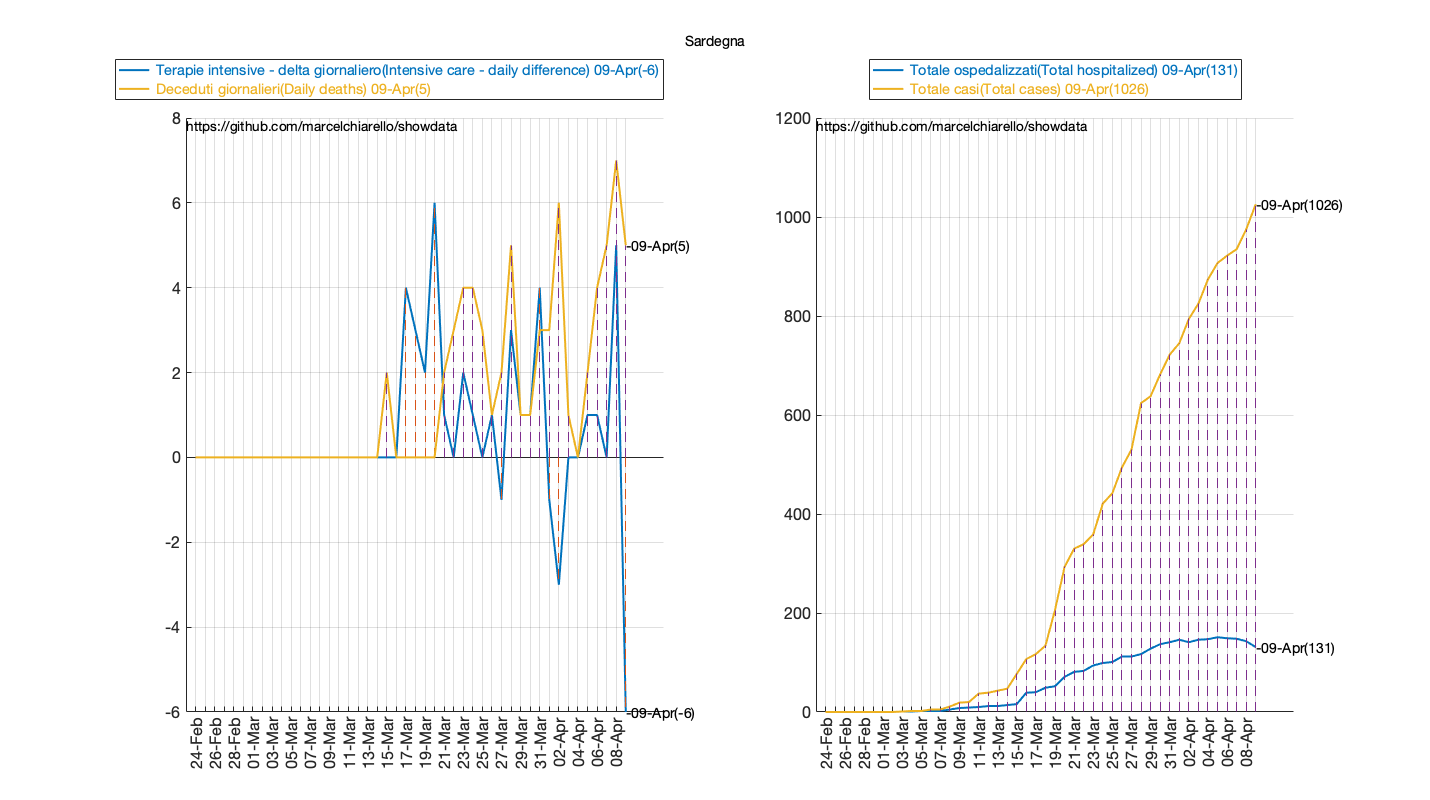 Sardegna
Terapie intensive - delta giornaliero(Intensive care - daily difference) 09-Apr(-6)
Deceduti giornalieri(Daily deaths) 09-Apr(5)
https://github.com/marcelchiarello/showdata
8
6
4
2
0
-2
-4
-6
-09-Apr(5)
-09-Apr(-6)
24-Feb
26-Feb
28-Feb
01-Mar
03-Mar
05-Mar
07-Mar
09-Mar
11-Mar
13-Mar
15-Mar
17-Mar
19-Mar
21-Mar
23-Mar
25-Mar
27-Mar
29-Mar
31-Mar
02-Apr
04-Apr
06-Apr
08-Apr
Totale ospedalizzati(Total hospitalized) 09-Apr(131)
Totale casi(Total cases) 09-Apr(1026)
https://github.com/marcelchiarello/showdata
1200
1000
800
600
400
200
0
-09-Apr(1026)
-09-Apr(131)
24-Feb
26-Feb
28-Feb
01-Mar
03-Mar
05-Mar
07-Mar
09-Mar
11-Mar
13-Mar
15-Mar
17-Mar
19-Mar
21-Mar
23-Mar
25-Mar
27-Mar
29-Mar
31-Mar
02-Apr
04-Apr
06-Apr
08-Apr